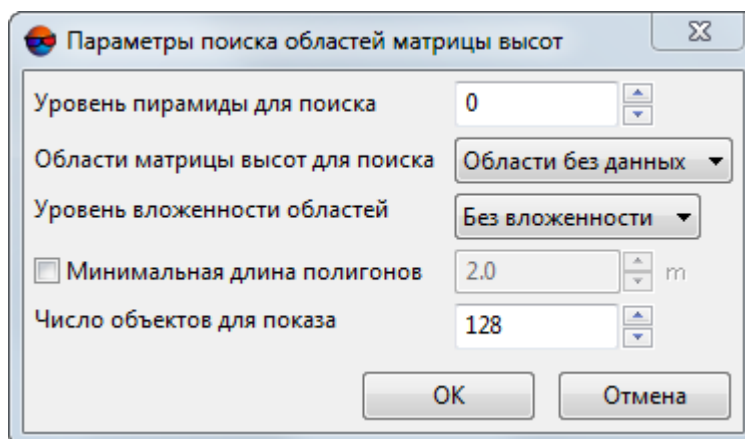 Параметры поиска областей матрицы высот
Уровень пирамиды для поиска 0
Области матрицы высот для поиска Области без данных
Уровень вложенности областей Без вложенности
Минимальная длина полигонов 2.0 m
Число объектов для показа 128
OK Отмена